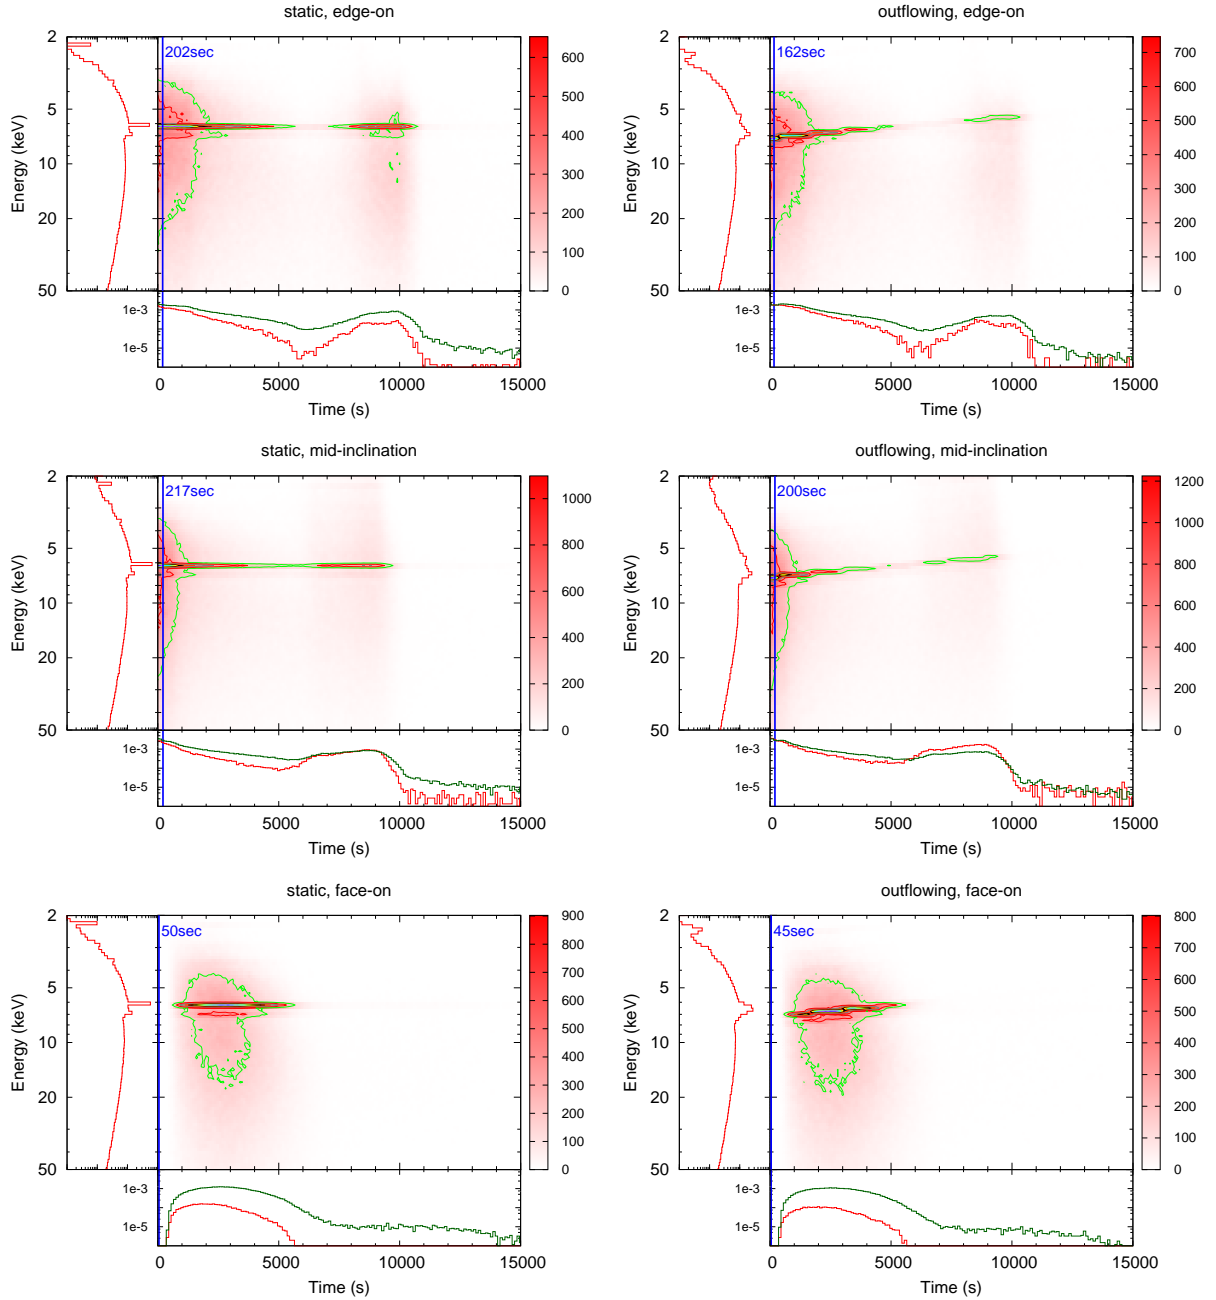 static, edge-on
2
5
10
20
50
Energy (keV)
202sec
600
500
400
300
200
100
0
1e-3
1e-5
0
5000
10000
15000
Time (s)
outflowing, edge-on
2
5
10
20
50
Energy (keV)
162sec
700
600
500
400
300
200
100
0
1e-3
1e-5
0
5000
10000
15000
Time (s)
static, mid-inclination
2
5
10
20
50
Energy (keV)
217sec
1000
800
600
400
200
0
1e-3
1e-5
0
5000
10000
15000
Time (s)
outflowing, mid-inclination
2
5
10
20
50
Energy (keV)
200sec
1200
1000
800
600
400
200
0
1e-3
1e-5
0
5000
10000
15000
Time (s)
static, face-on
2
5
10
20
50
Energy (keV)
50sec
900
800
700
600
500
400
300
200
100
0
1e-3
1e-5
0
5000
10000
15000
Time (s)
outflowing, face-on
2
5
10
20
50
Energy (keV)
45sec
800
700
600
500
400
300
200
100
0
1e-3
1e-5
0
5000
10000
15000
Time (s)